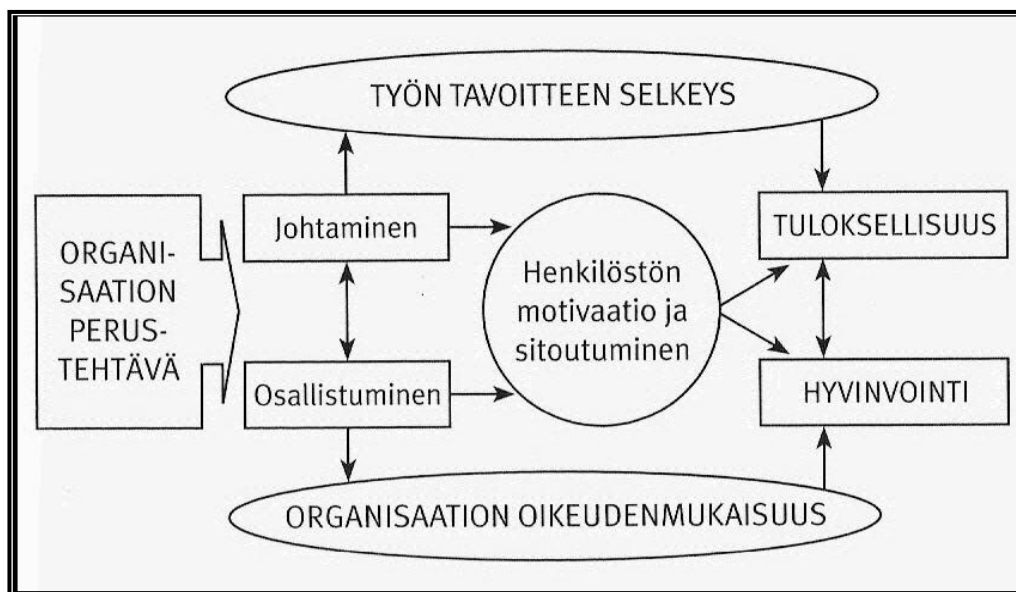 TYÖN TAVOITTEEN SELKEYS
ORGANI-
SAATION
PERUS-
TEHTÄVÄ
Johtaminen
Osallistuminen
Henkilöstön
motivaatio ja
sitoutuminen
TULOKSELLISUUS
HYVINVOINTI
ORGANISAATION OIKEUDENMUKAISUUS